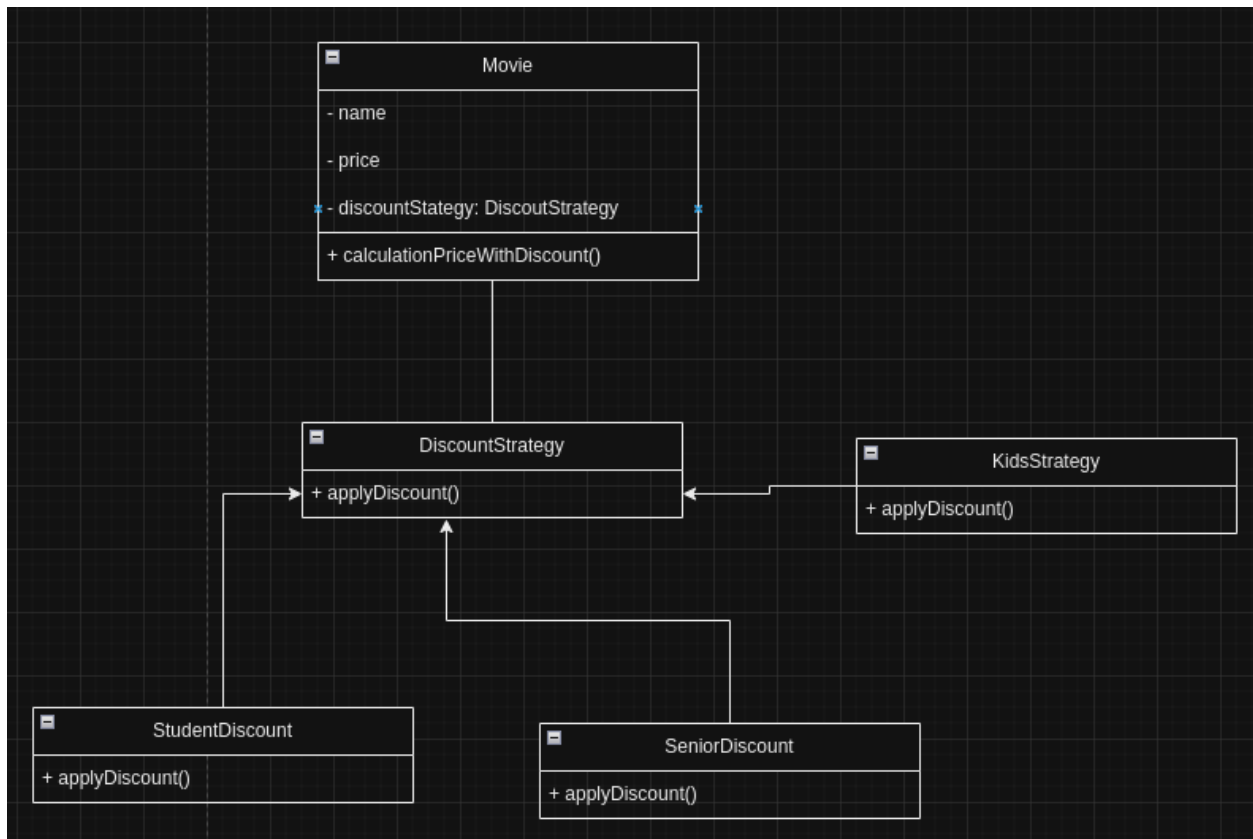 Movie
- name
- price
- discountStategy: DiscoutStrategy
+ calculationPriceWithDiscount()
DiscountStrategy
+ applyDiscount()
KidsStrategy
+ applyDiscount()
StudentDiscount
+ applyDiscount()
SeniorDiscount
+ applyDiscount()